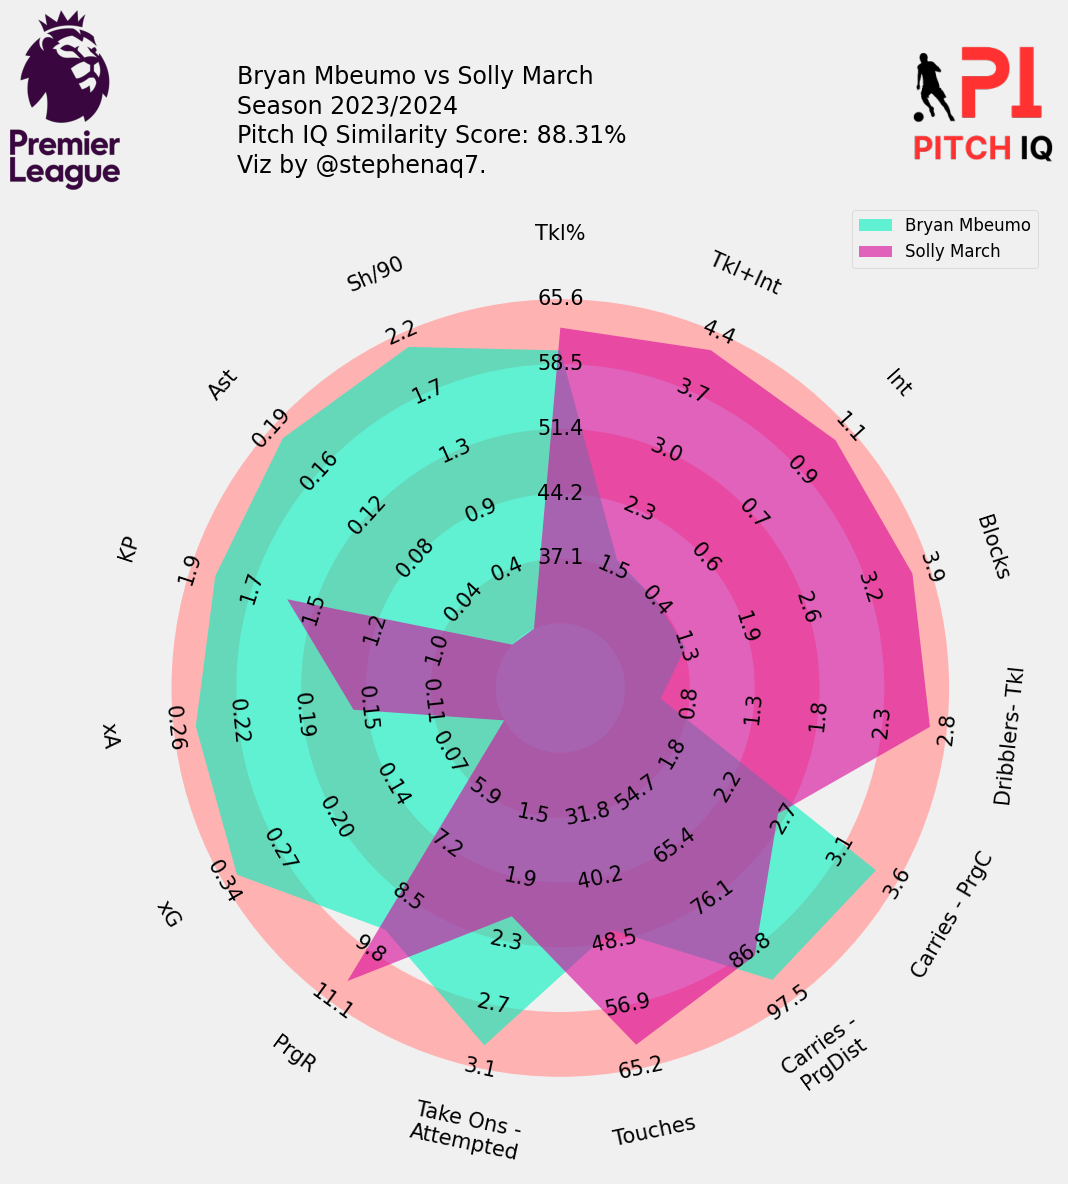 Premier
League
Bryan Mbeumo vs Solly March
Season 2023/2024
Pitch IQ Similarity Score: 88.31%
Viz by @stephenaq7.
PI
PITCH IQ
Bryan Mbeumo
Solly March
Tkl%
37.1
44.2
51.4
58.5
65.6
Tkl+Int
1.5
2.3
3.0
3.7
4.4
Int
0.4
0.6
0.7
0.9
1.1
Blocks
1.3
1.9
2.6
3.2
3.9
Dribblers- Tkl
0.8
1.3
1.8
2.3
2.8
Carries - PrgC
1.8
2.2
2.7
3.1
3.6
Carries -
PrgDist
54.7
65.4
76.1
86.8
97.5
Touches
31.8
40.2
48.5
56.9
65.2
Take Ons -
Attempted
1.5
1.9
2.3
2.7
3.1
PrgR
5.9
7.2
8.5
9.8
11.1
xG
0.07
0.14
0.20
0.27
0.34
xA
0.11
0.15
0.19
0.22
0.26
KP
1.0
1.2
1.5
1.7
1.9
Ast
0.04
0.08
0.12
0.16
0.19
Sh/90
0.4
0.9
1.3
1.7
2.2